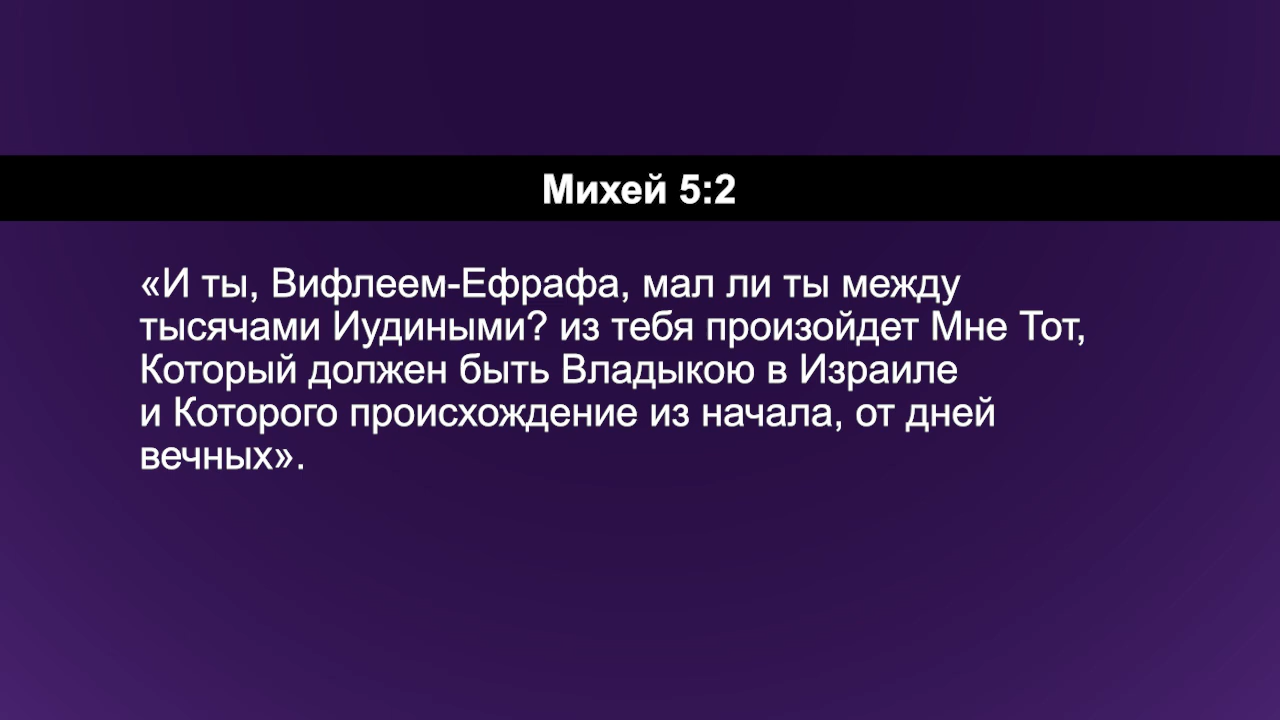 Михей 5:2
«И ты, Вифлеем-Ефрафа, мал ли ты между
тысячами Иудиными? из тебя произойдет Мне Тот,
Который должен быть Владыкою в Израиле
и Которого происхождение из начала, от дней
вечных».